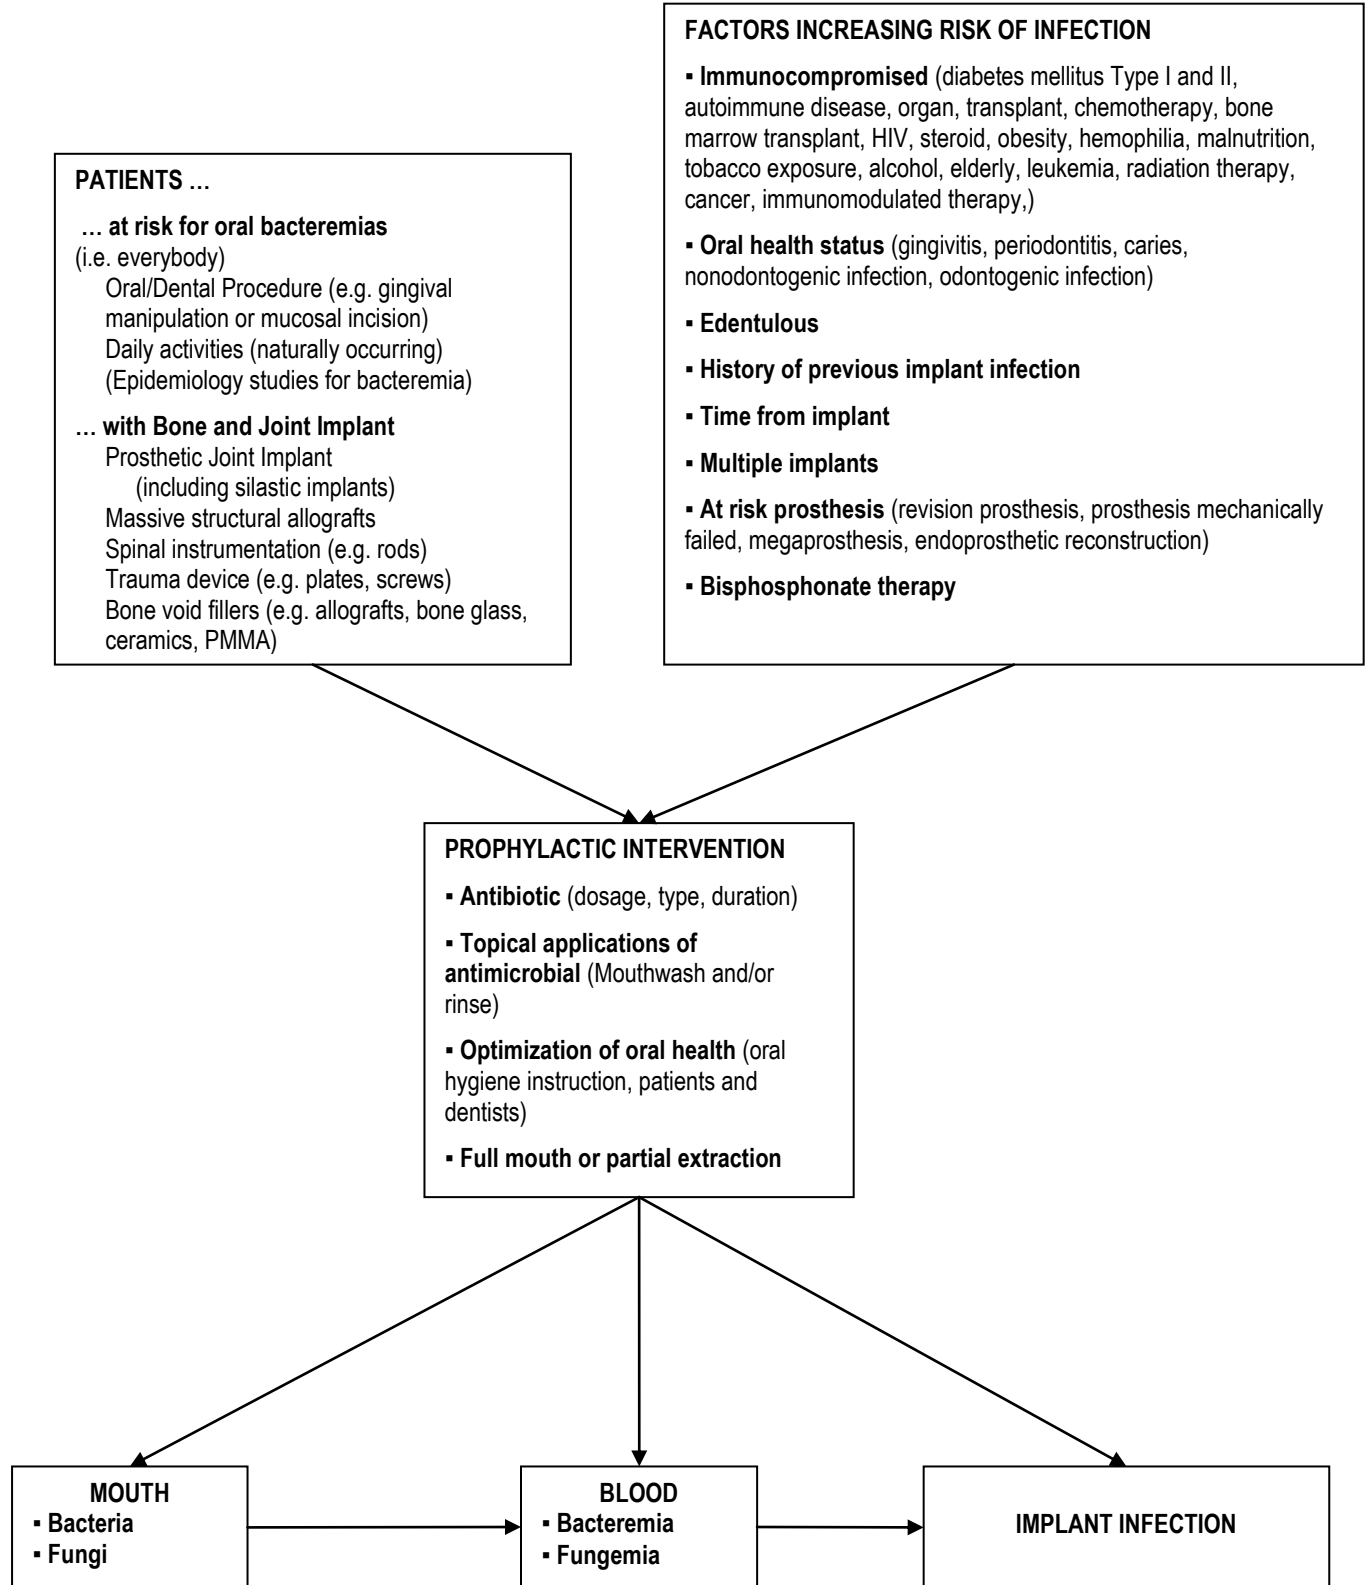 FACTORS INCREASING RISK OF INFECTION
▪ Immunocompromised (diabetes mellitus Type I and II,
autoimmune disease, organ, transplant, chemotherapy, bone
marrow transplant, HIV, steroid, obesity, hemophilia, malnutrition,
tobacco exposure, alcohol, elderly, leukemia, radiation therapy,
cancer, immunomodulated therapy,)
▪ Oral health status (gingivitis, periodontitis, caries,
nonodontogenic infection, odontogenic infection)
▪ Edentulous
▪ History of previous implant infection
▪ Time from implant
▪ Multiple implants
▪ At risk prosthesis (revision prosthesis, prosthesis mechanically
failed, megaprosthesis, endoprosthetic reconstruction)
▪ Bisphosphonate therapy
PATIENTS …
… at risk for oral bacteremias
(i.e. everybody)
Oral/Dental Procedure (e.g. gingival
manipulation or mucosal incision)
Daily activities (naturally occurring)
(Epidemiology studies for bacteremia)
… with Bone and Joint Implant
Prosthetic Joint Implant
(including silastic implants)
Massive structural allografts
Spinal instrumentation (e.g. rods)
Trauma device (e.g. plates, screws)
Bone void fillers (e.g. allografts, bone glass,
ceramics, PMMA)
PROPHYLACTIC INTERVENTION
▪ Antibiotic (dosage, type, duration)
▪ Topical applications of
antimicrobial (Mouthwash and/or
rinse)
▪ Optimization of oral health (oral
hygiene instruction, patients and
dentists)
▪ Full mouth or partial extraction
MOUTH
▪ Bacteria
▪ Fungi
BLOOD
▪ Bacteremia
▪ Fungemia
IMPLANT INFECTION